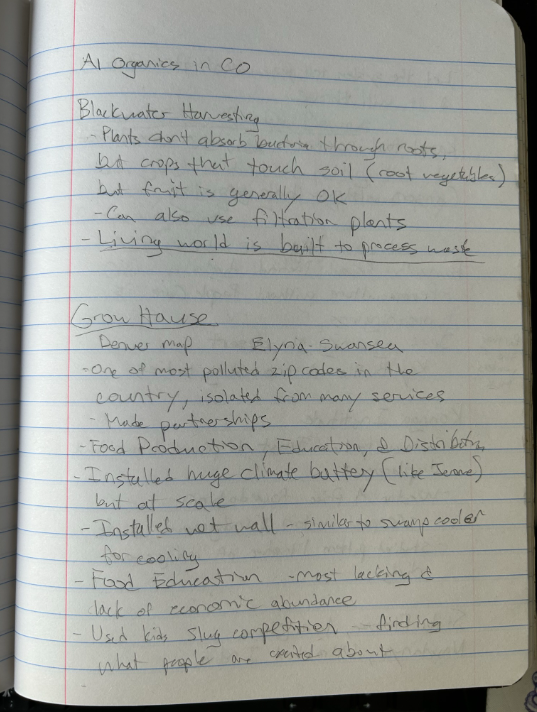 A1 Organics in CO
Blackwater Harvesting
- Plants don't absorb bacteria through roots,
but crops that touch soil (root vegetables)
but fruit is generally OK
- Can also use filtration plants
- Living world is built to process waste
Grow Hause
Denver map Elyria-Swansea
- One of most polluted zip codes in the
country, isolated from many services
- Made partnerships
- Food Production, Education, & Distribution
- Installed huge climate battery (like Jerome)
but at scale
- Installed wet wall - similar to swamp cooler
for cooling
- Food Education - most lacking &
lack of economic abundance
- Used kids slug competition - finding
what people are excited about
-